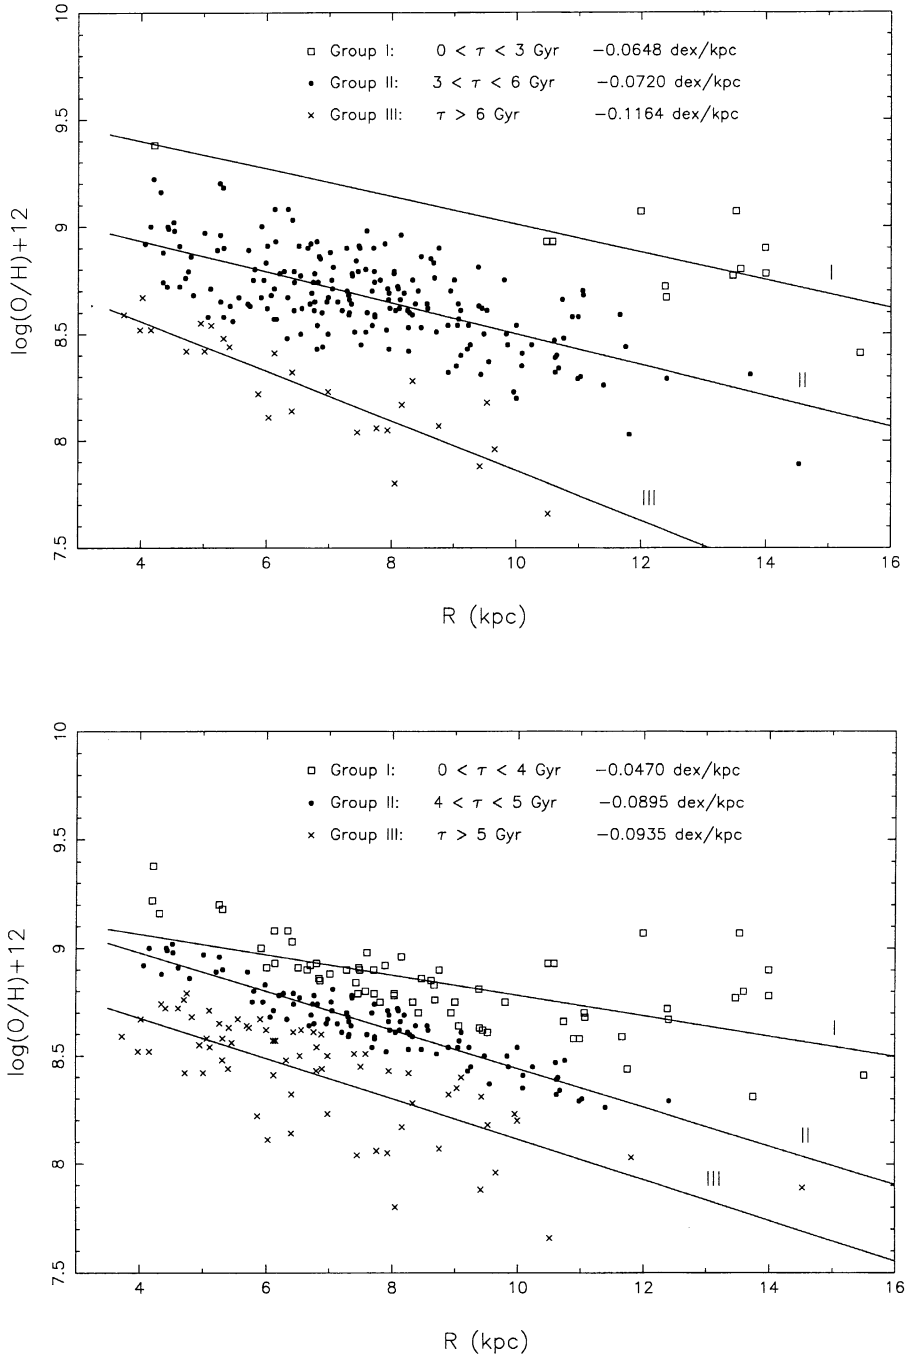 10
□ Group I: 0 < τ < 3 Gyr −0.0648 dex/kpc
• Group II: 3 < τ < 6 Gyr −0.0720 dex/kpc
× Group III: τ > 6 Gyr −0.1164 dex/kpc
9.5
9
8.5
8
7.5
log(O/H)+12
I
II
III
4 6 8 10 12 14 16
R (kpc)
10
□ Group I: 0 < τ < 4 Gyr −0.0470 dex/kpc
• Group II: 4 < τ < 5 Gyr −0.0895 dex/kpc
× Group III: τ > 5 Gyr −0.0935 dex/kpc
9.5
9
8.5
8
7.5
log(O/H)+12
I
II
III
4 6 8 10 12 14 16
R (kpc)